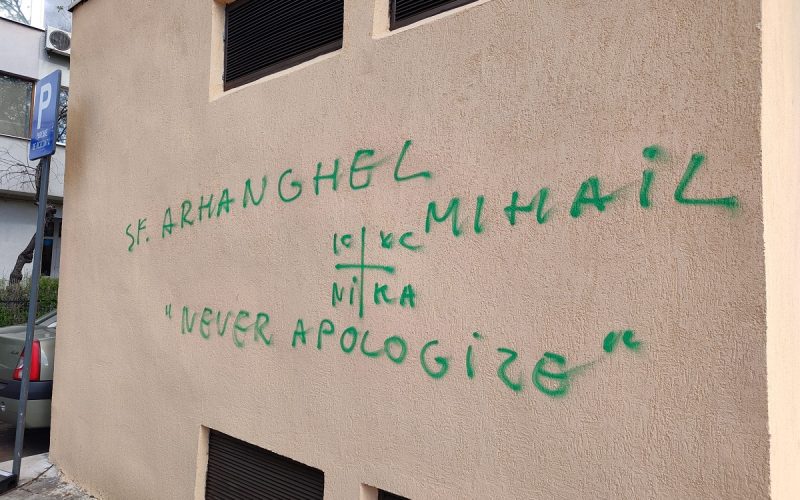 P
SF. ARHANGHEL MIHAIL
IC XC
NI KA
"NEVER APOLOGIZE"